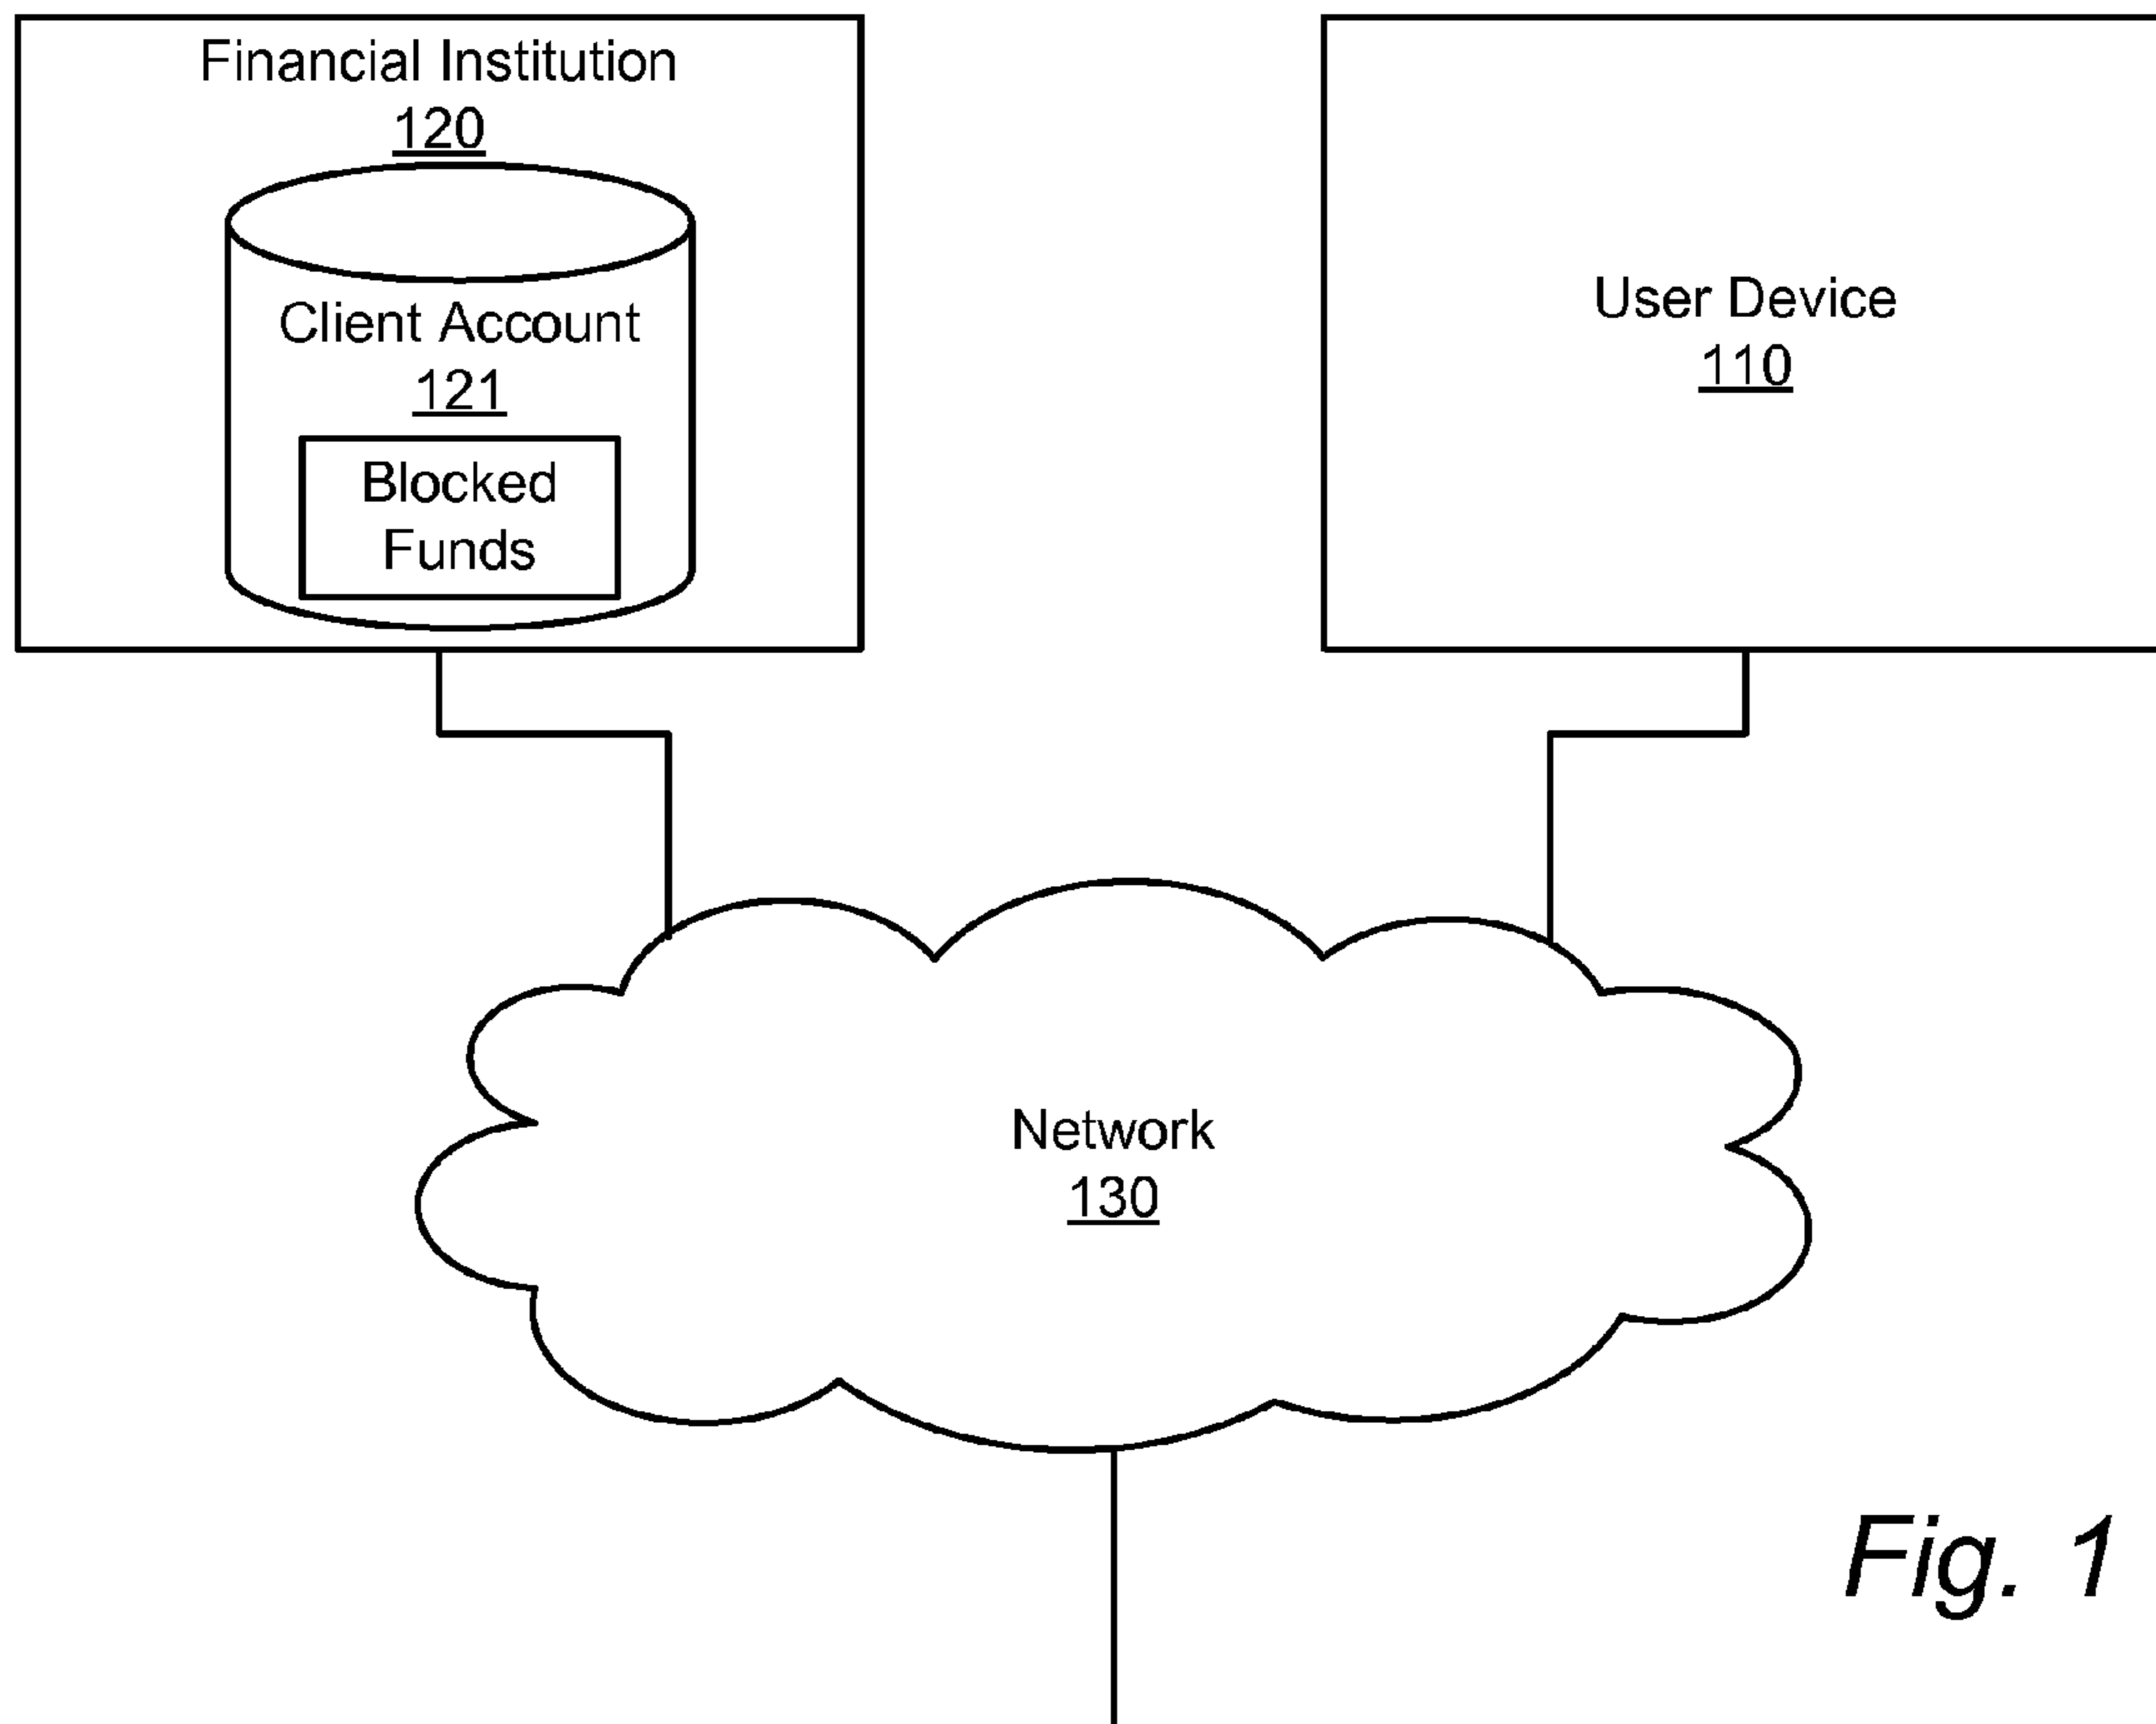 Financial Institution
120
Client Account
121
Blocked
Funds
User Device
110
Network
130
Fig. 1